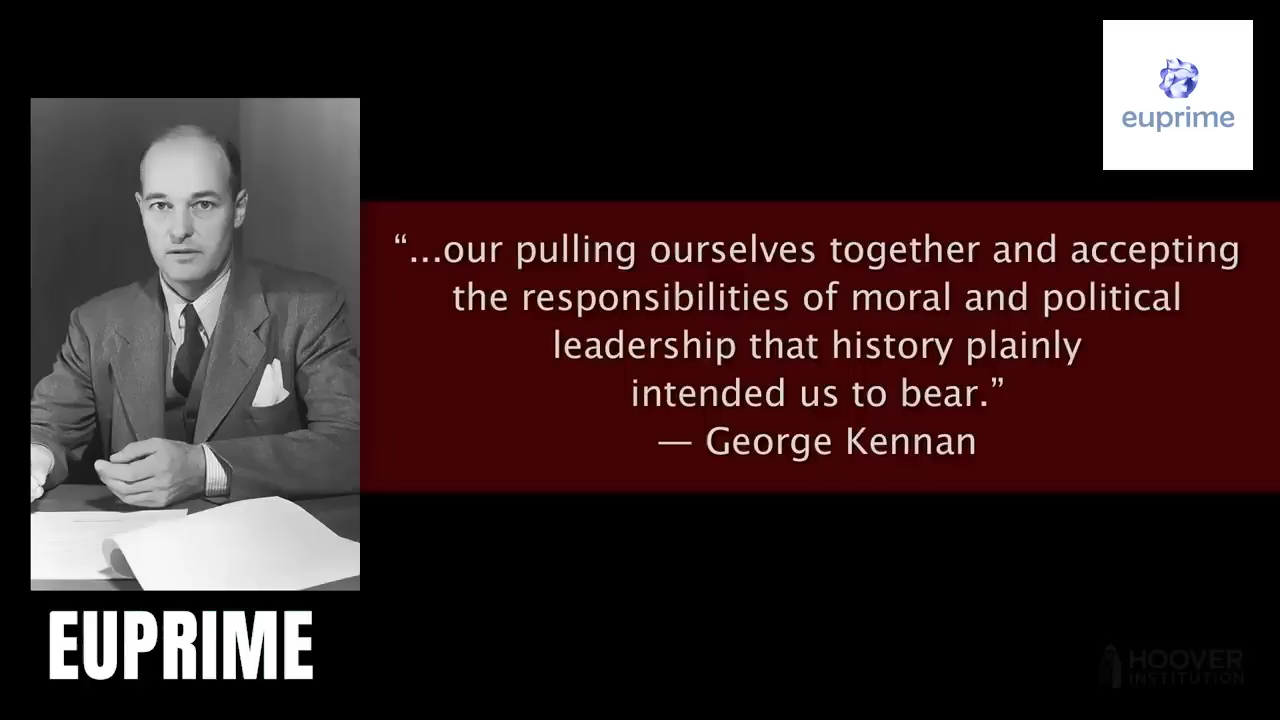 euprime
“...our pulling ourselves together and accepting
the responsibilities of moral and political
leadership that history plainly
intended us to bear.”
— George Kennan
EUPRIME
HOOVER
INSTITUTION